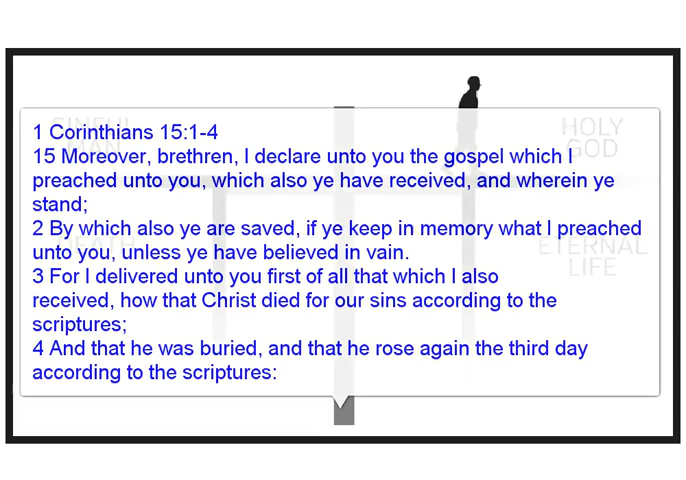 1 Corinthians 15:1-4
15 Moreover, brethren, I declare unto you the gospel which I
preached unto you, which also ye have received, and wherein ye
stand;
2 By which also ye are saved, if ye keep in memory what I preached
unto you, unless ye have believed in vain.
3 For I delivered unto you first of all that which I also
received, how that Christ died for our sins according to the
scriptures;
4 And that he was buried, and that he rose again the third day
according to the scriptures:
SINFUL
MAN
DEATH
HOLY
GOD
ETERNAL
LIFE